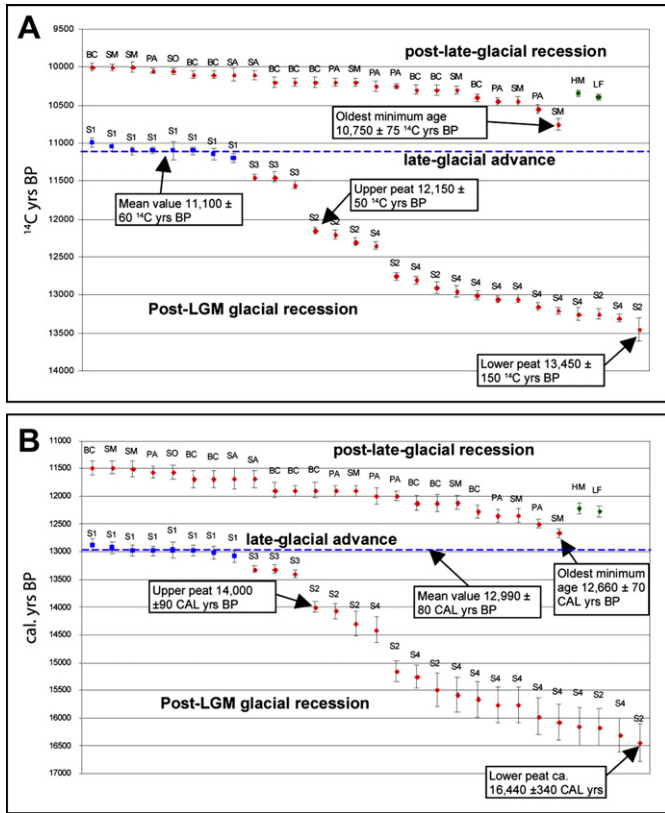 A
9500
BC SM SM PA SO BC BC SA SA BC BC BC PA SM PA PA BC BC SM BC PA SM PA SM HM LF
post-late-glacial recession
10000
10500
Oldest minimum age
10,750 ± 75 ¹⁴C yrs BP
11000
S1 S1 S1 S1 S1 S1 S1 S1 S3 S3 S3
late-glacial advance
11500
Mean value 11,100 ±
60 ¹⁴C yrs BP
Upper peat 12,150 ±
50 ¹⁴C yrs BP
12000
S2 S2 S2 S4
12500
S2 S4 S2 S4 S4 S4 S4 S4 S4 S4 S2 S4 S2
13000
Post-LGM glacial recession
13500
Lower peat 13,450 ±
150 ¹⁴C yrs BP
14000
¹⁴C yrs BP
B
11000
BC SM SM PA SO BC BC SA SA BC BC BC PA SM PA PA BC BC SM BC PA SM PA SM HM LF
post-late-glacial recession
11500
12000
12500
S1 S1 S1 S1 S1 S1 S1 S1 S3 S3 S3
late-glacial advance
13000
13500
Upper peat 14,000
±90 CAL yrs BP
Mean value 12,990 ±
80 CAL yrs BP
Oldest minimum
age 12,660 ± 70
CAL yrs BP
14000
S2 S2 S2 S4
14500
15000
S2 S4 S2 S4 S4 S4 S4 S4 S4 S4 S2 S4 S2
15500
Post-LGM glacial recession
16000
16500
Lower peat ca.
16,440 ±340 CAL yrs
17000
cal. yrs BP